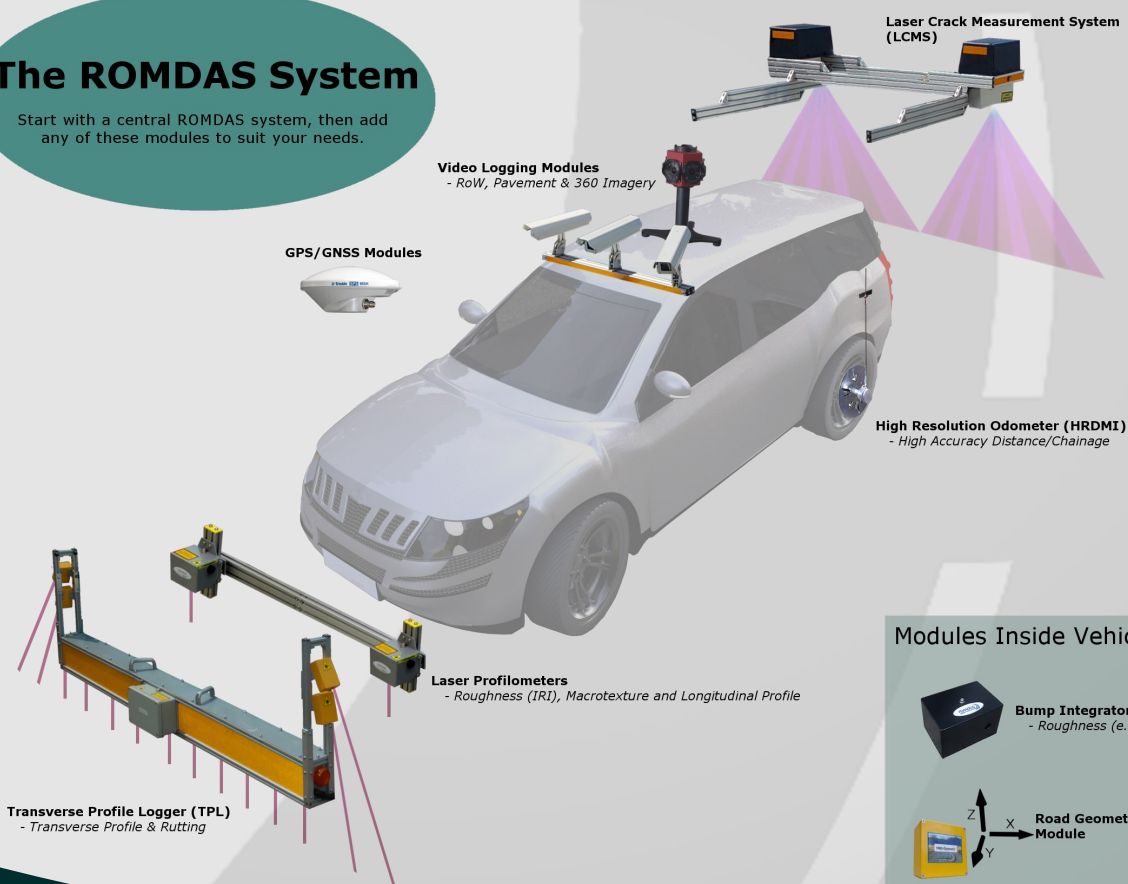 The ROMDAS System
Start with a central ROMDAS system, then add
any of these modules to suit your needs.
Laser Crack Measurement System
(LCMS)
Video Logging Modules
- RoW, Pavement & 360 Imagery
GPS/GNSS Modules
High Resolution Odometer (HRDMI)
- High Accuracy Distance/Chainage
Laser Profilometers
- Roughness (IRI), Macrotexture and Longitudinal Profile
Transverse Profile Logger (TPL)
- Transverse Profile & Rutting
Modules Inside Vehic
Bump Integrator
- Roughness (e.
Z
X
Y
Road Geomet
Module